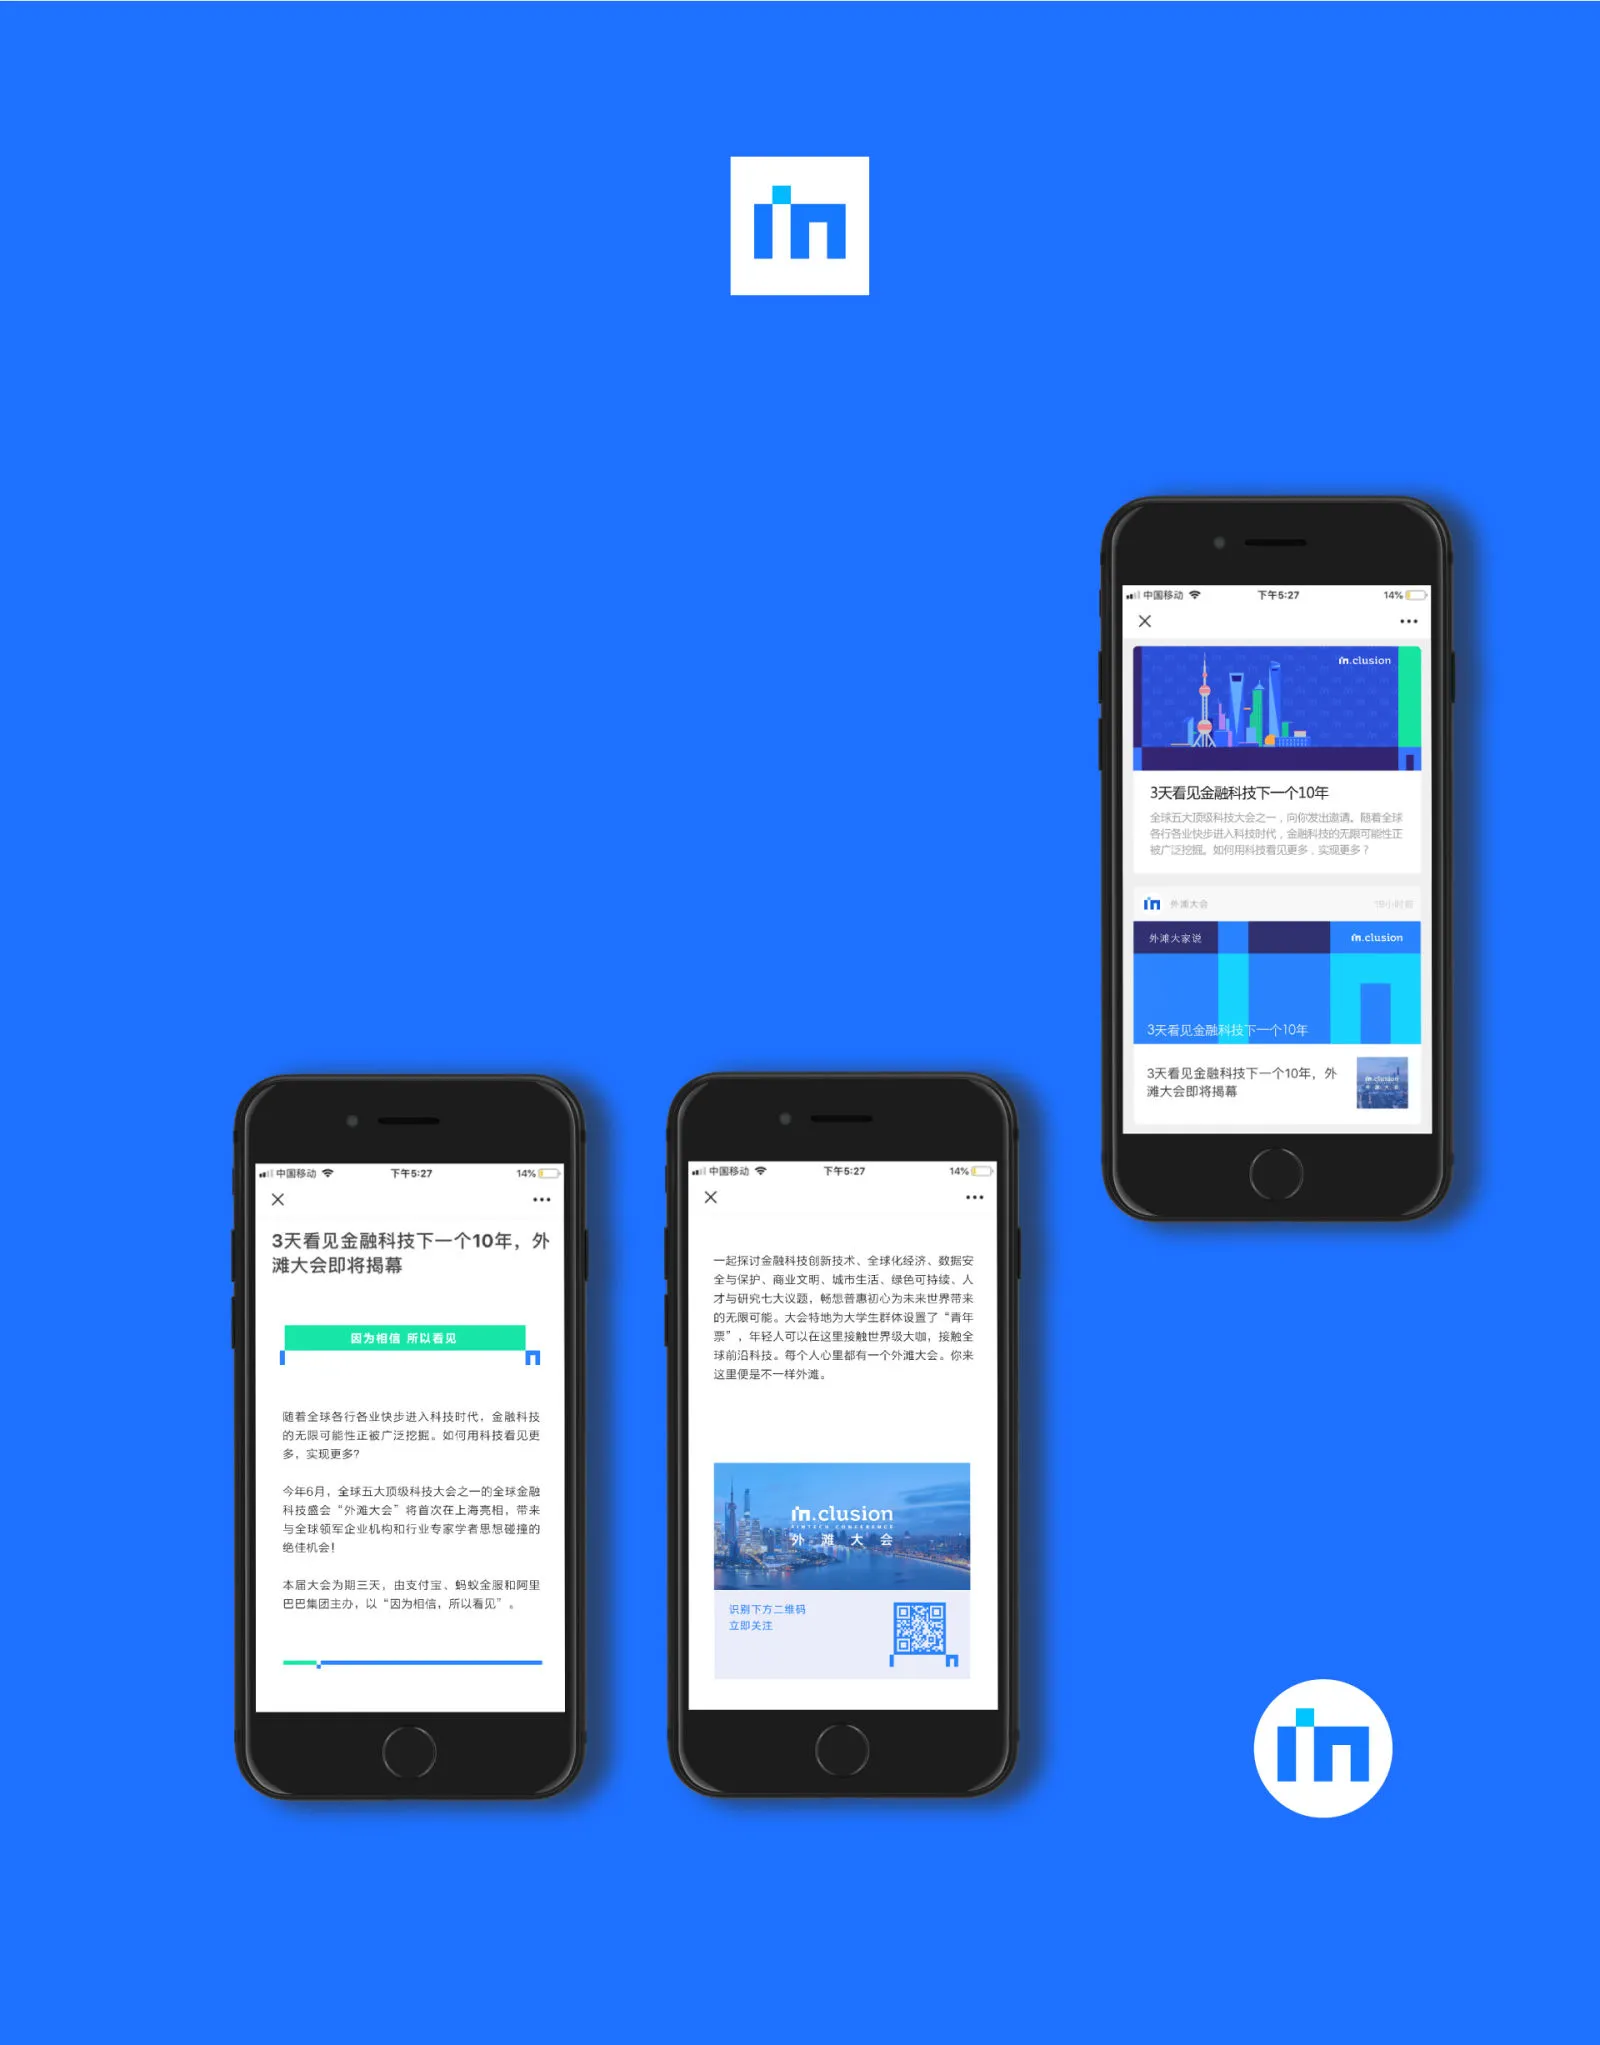 in
中国移动 下午5:27 14%
in.clusion
3天看见金融科技下一个10年
全球五大顶级科技大会之一，向你发出邀请。随着全球
各行各业快步进入科技时代，金融科技的无限可能性正
被广泛挖掘。如何用科技看见更多，实现更多？
in 外滩大会 18小时前
外滩大家说 in.clusion
3天看见金融科技下一个10年
3天看见金融科技下一个10年，外
滩大会即将揭幕
in.clusion
外滩大会
中国移动 下午5:27 14%
3天看见金融科技下一个10年，外
滩大会即将揭幕
因为相信 所以看见
随着全球各行各业快步进入科技时代，金融科技
的无限可能性正被广泛挖掘。如何用科技看见更
多，实现更多?
今年6月，全球五大顶级科技大会之一的全球金融
科技盛会“外滩大会”将首次在上海亮相，带来
与全球领军企业机构和行业专家学者思想碰撞的
绝佳机会！
本届大会为期三天，由支付宝、蚂蚁金服和阿里
巴巴集团主办，以“因为相信，所以看见”。
中国移动 下午5:27 14%
一起探讨金融科技创新技术、全球化经济、数据安
全与保护、商业文明、城市生活、绿色可持续、人
才与研究七大议题，畅想普惠初心为未来世界带来
的无限可能。大会特地为大学生群体设置了“青年
票”，年轻人可以在这里接触世界级大咖，接触全
球前沿科技。每个人心里都有一个外滩大会。你来
这里便是不一样外滩。
in.clusion
FINTECH CONFERENCE
外滩大会
识别下方二维码
立即关注
in